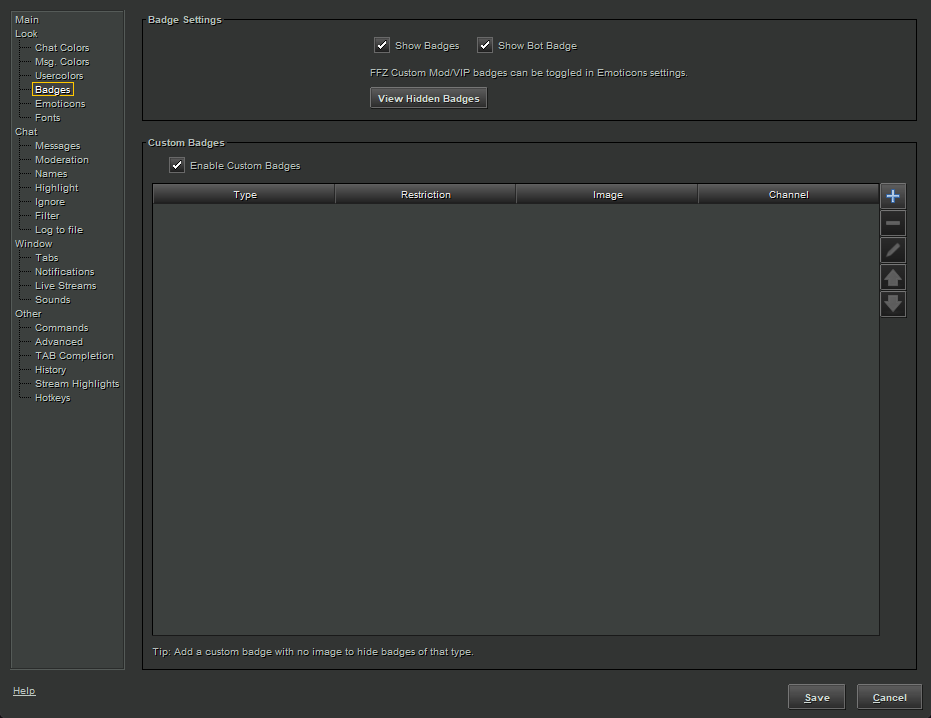 Main
Look
Chat Colors
Msg. Colors
Usercolors
Badges
Emoticons
Fonts
Chat
Messages
Moderation
Names
Highlight
Ignore
Filter
Log to file
Window
Tabs
Notifications
Live Streams
Sounds
Other
Commands
Advanced
TAB Completion
History
Stream Highlights
Hotkeys
Help
Badge Settings
Show Badges Show Bot Badge
FFZ Custom Mod/VIP badges can be toggled in Emoticons settings.
View Hidden Badges
Custom Badges
Enable Custom Badges
Type Restriction Image Channel
Tip: Add a custom badge with no image to hide badges of that type.
Save Cancel